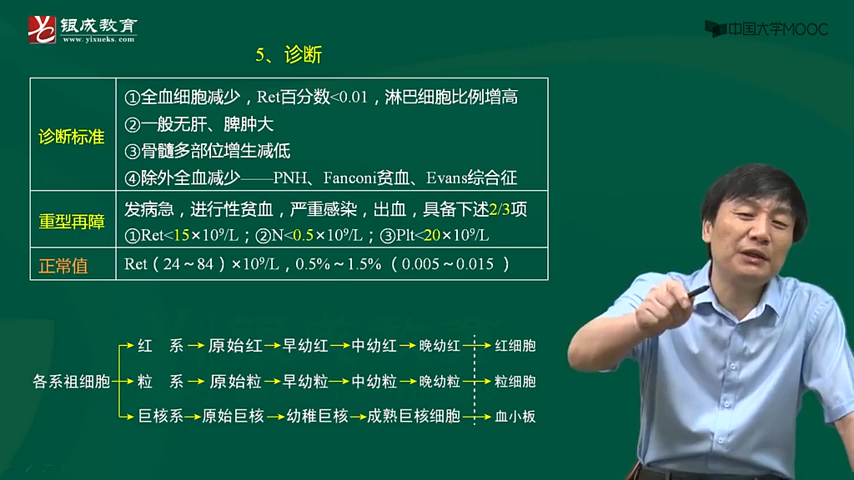 银成教育
www.yixueks.com
中国大学MOOC
5、诊断
诊断标准
①全血细胞减少，Ret百分数<0.01，淋巴细胞比例增高
②一般无肝、脾肿大
③骨髓多部位增生减低
④除外全血减少——PNH、Fanconi贫血、Evans综合征
重型再障
发病急，进行性贫血，严重感染，出血，具备下述2/3项
①Ret<15×10⁹/L；②N<0.5×10⁹/L；③Plt<20×10⁹/L
正常值
Ret（24～84）×10⁹/L，0.5%～1.5%（0.005～0.015 ）
各系祖细胞
红 系 原始红 早幼红 中幼红 晚幼红 红细胞
粒 系 原始粒 早幼粒 中幼粒 晚幼粒 粒细胞
巨核系 原始巨核 幼稚巨核 成熟巨核细胞 血小板